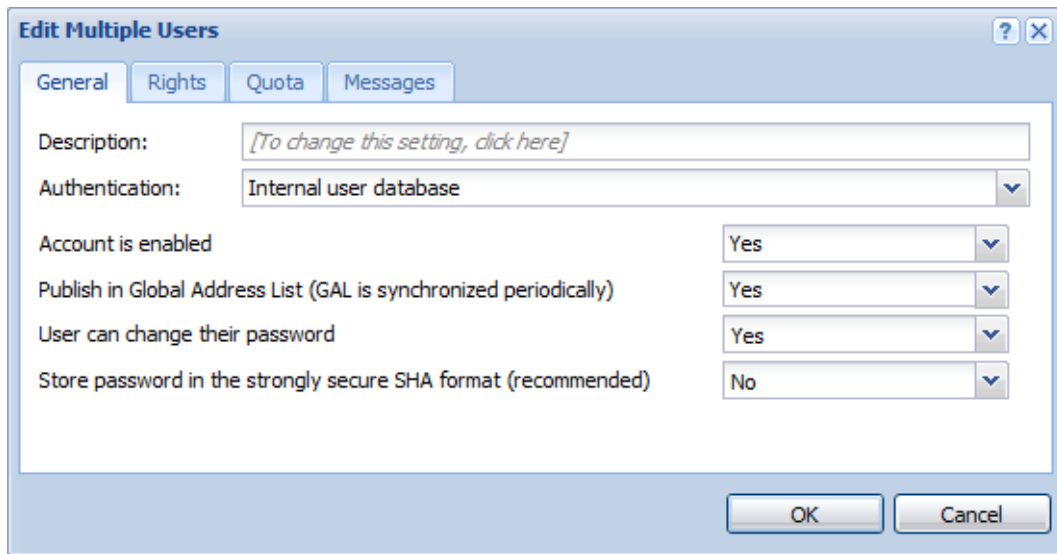 Edit Multiple Users
General Rights Quota Messages
Description: [To change this setting, click here]
Authentication: Internal user database
Account is enabled Yes
Publish in Global Address List (GAL is synchronized periodically) Yes
User can change their password Yes
Store password in the strongly secure SHA format (recommended) No
OK Cancel